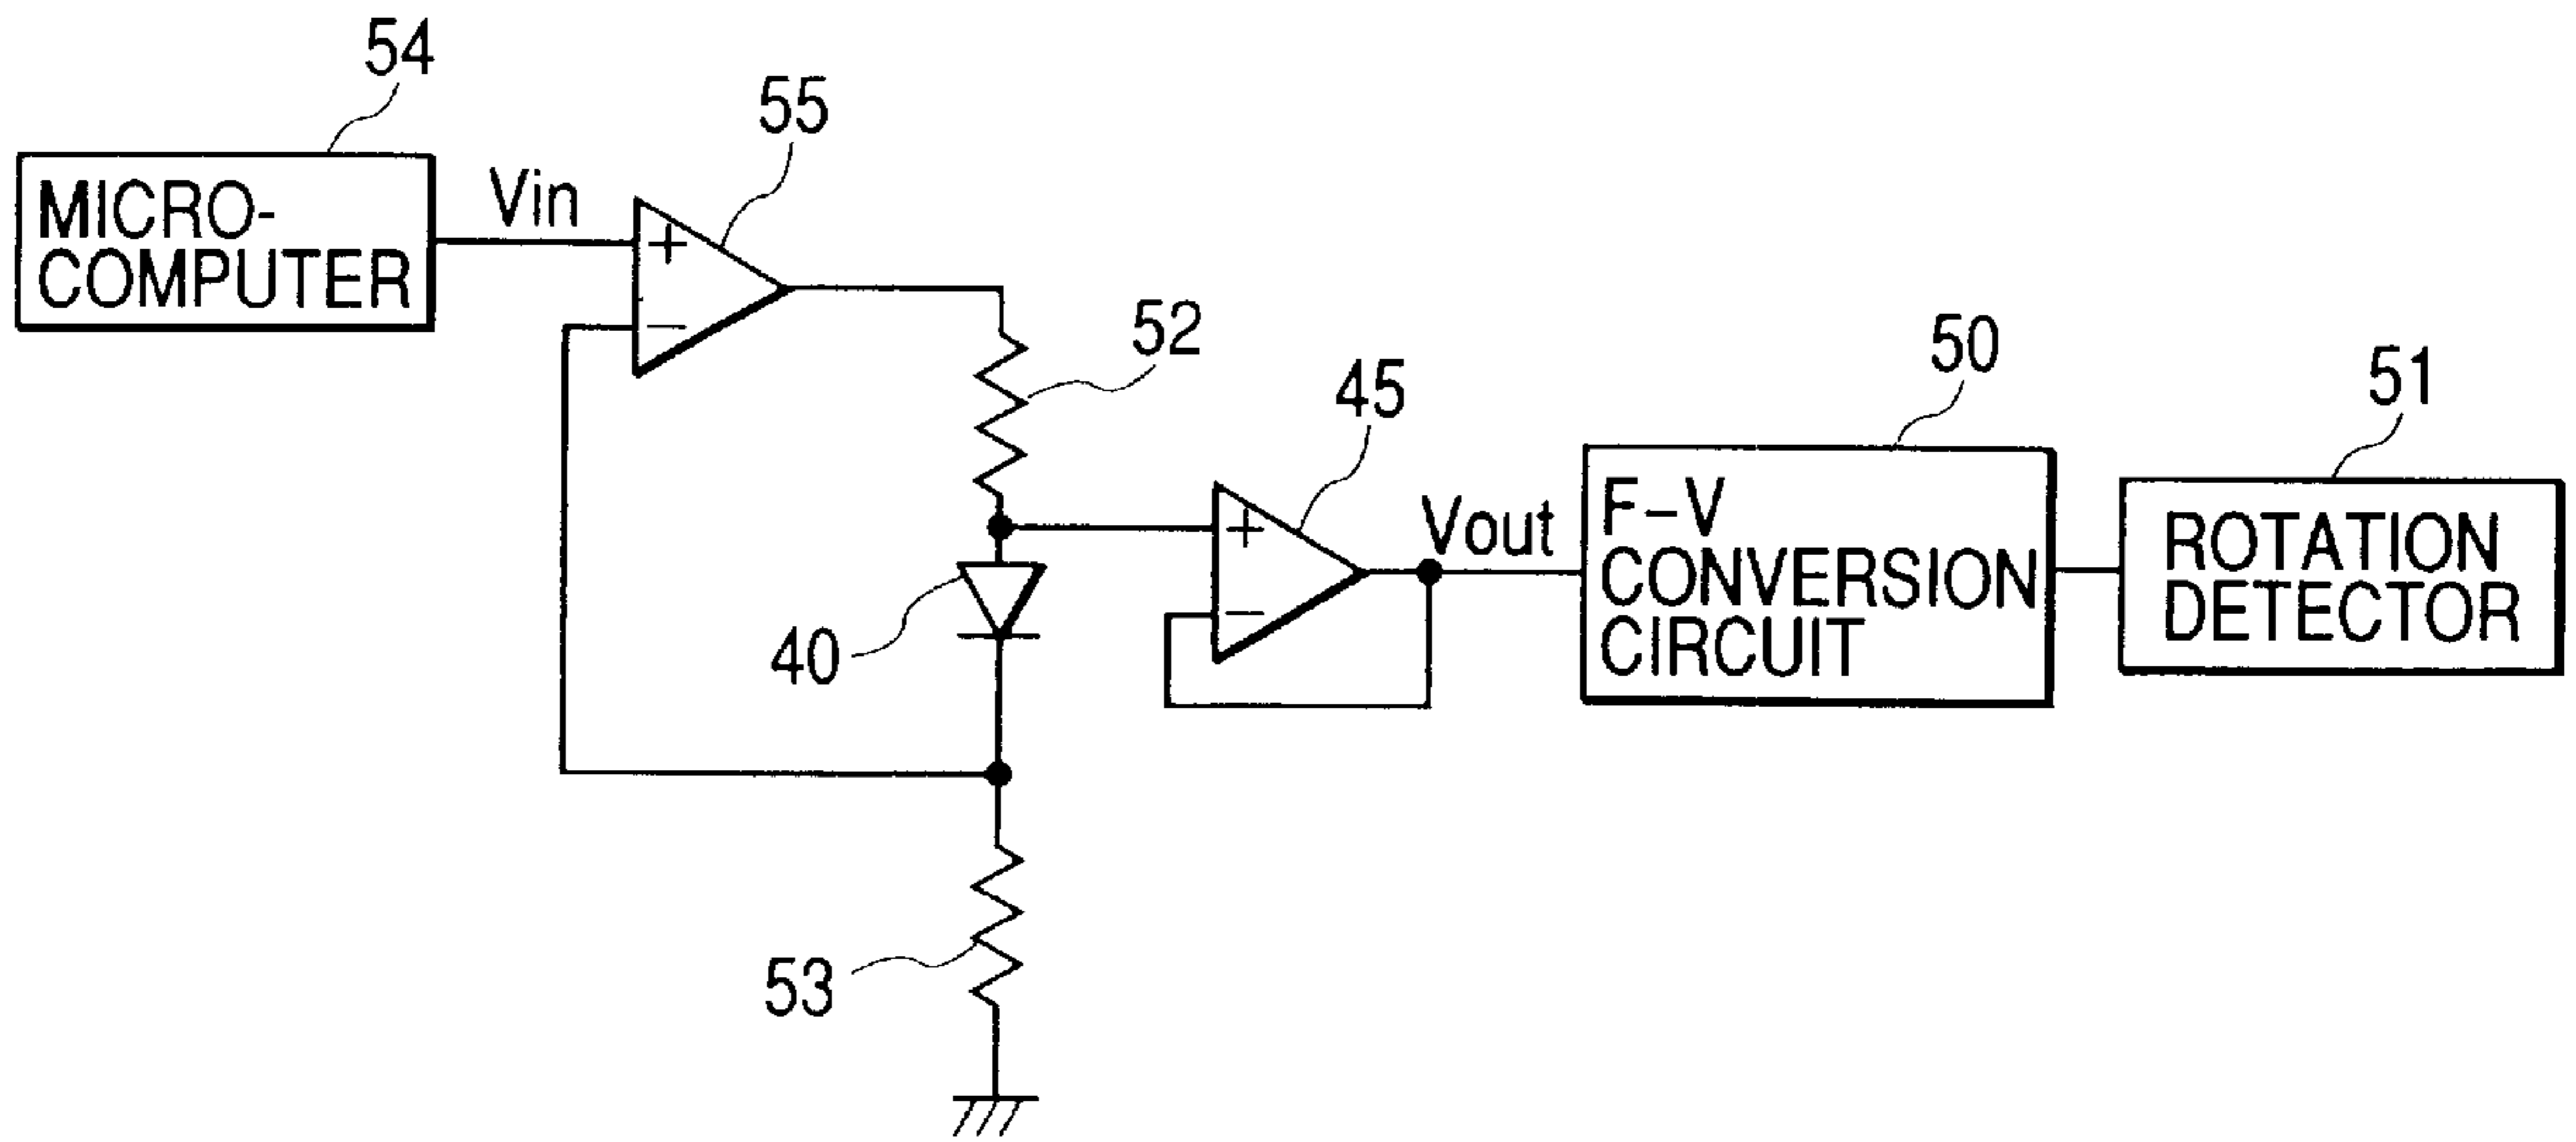 54
55
MICRO-
COMPUTER
Vin
+
−
52
50
51
45
F-V
CONVERSION
CIRCUIT
Vout
+
−
ROTATION
DETECTOR
40
53